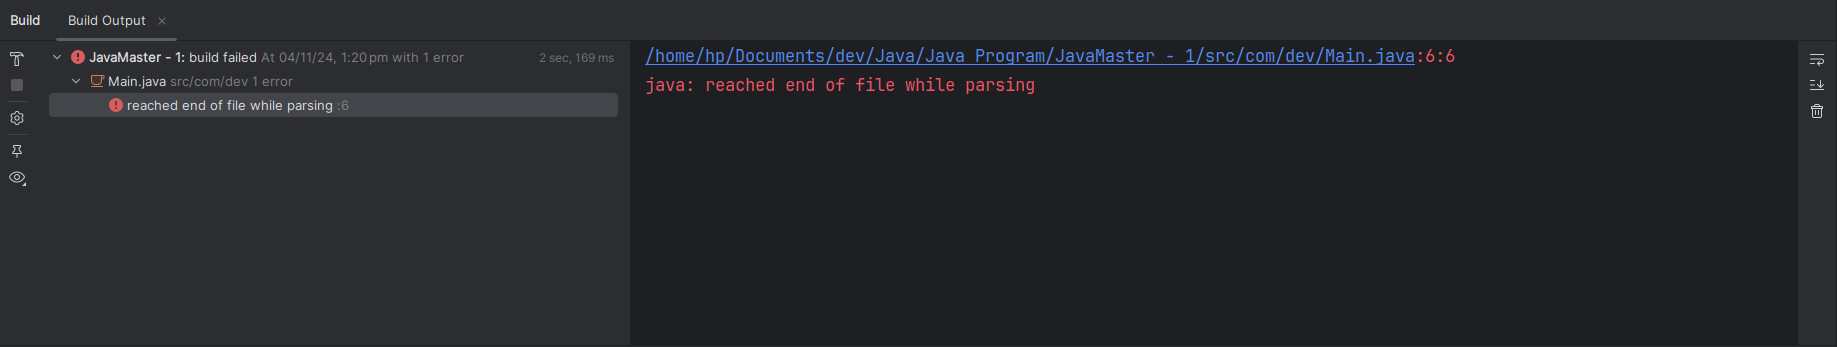 Build Build Output
JavaMaster - 1: build failed At 04/11/24, 1:20 pm with 1 error 2 sec, 169 ms
Main.java src/com/dev 1 error
reached end of file while parsing :6
/home/hp/Documents/dev/Java/Java Program/JavaMaster - 1/src/com/dev/Main.java:6:6
java: reached end of file while parsing